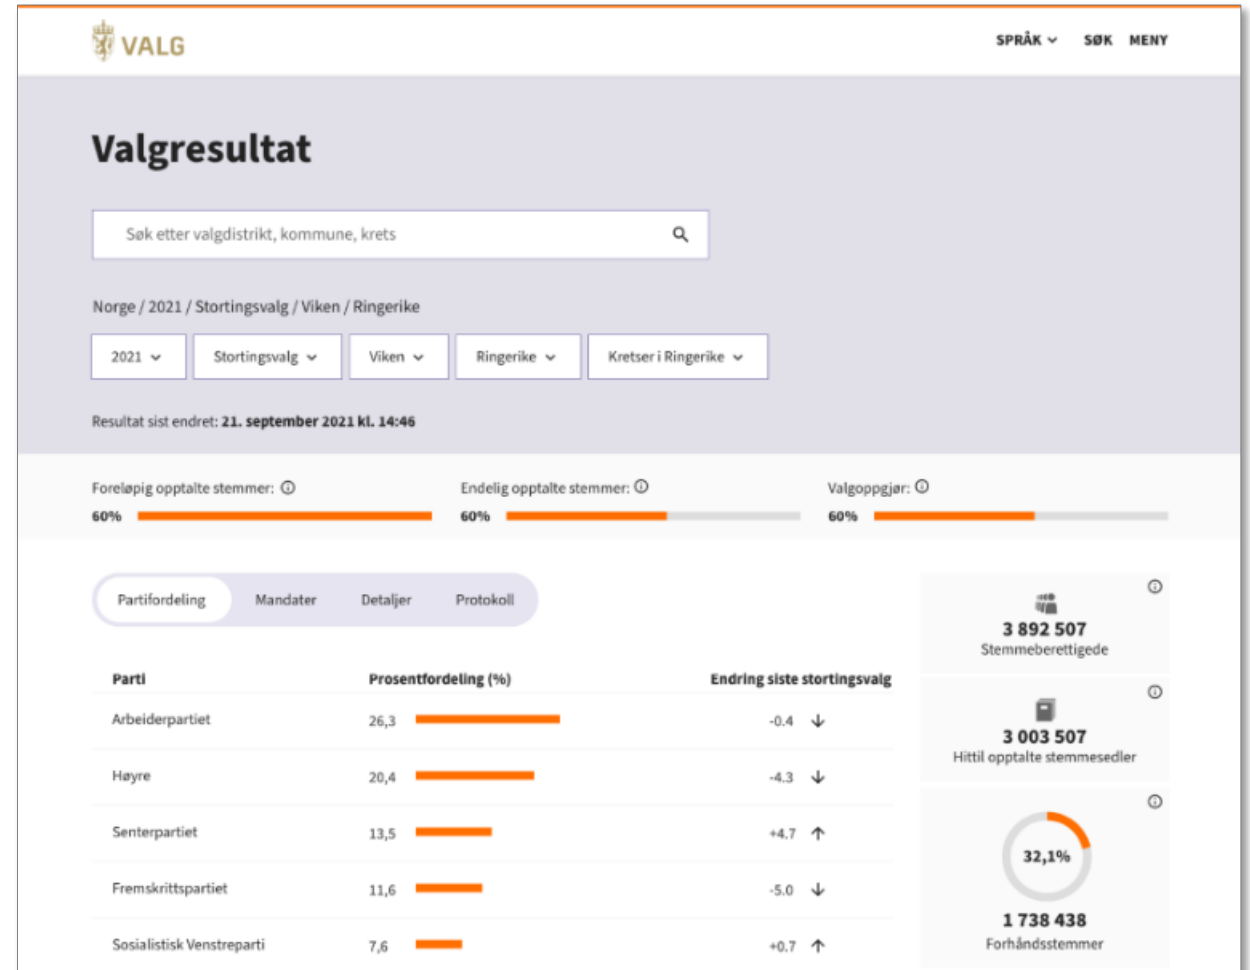 VALG
SPRÅK SØK MENY
Valgresultat
Søk etter valgdistrikt, kommune, krets
Norge / 2021 / Stortingsvalg / Viken / Ringerike
2021 Stortingsvalg Viken Ringerike Kretser i Ringerike
Resultat sist endret: 21. september 2021 kl. 14:46
Foreløpig opptalte stemmer: Endelig opptalte stemmer: Valgoppgjør:
60% 60% 60%
Partifordeling Mandater Detaljer Protokoll
Parti Prosentfordeling (%) Endring siste stortingsvalg
Arbeiderpartiet 26,3 -0.4
Høyre 20,4 -4.3
Senterpartiet 13,5 +4.7
Fremskrittspartiet 11,6 -5.0
Sosialistisk Venstreparti 7,6 +0.7
3 892 507
Stemmeberettigede
3 003 507
Hittil opptalte stemmesedler
32,1%
1 738 438
Forhåndsstemmer